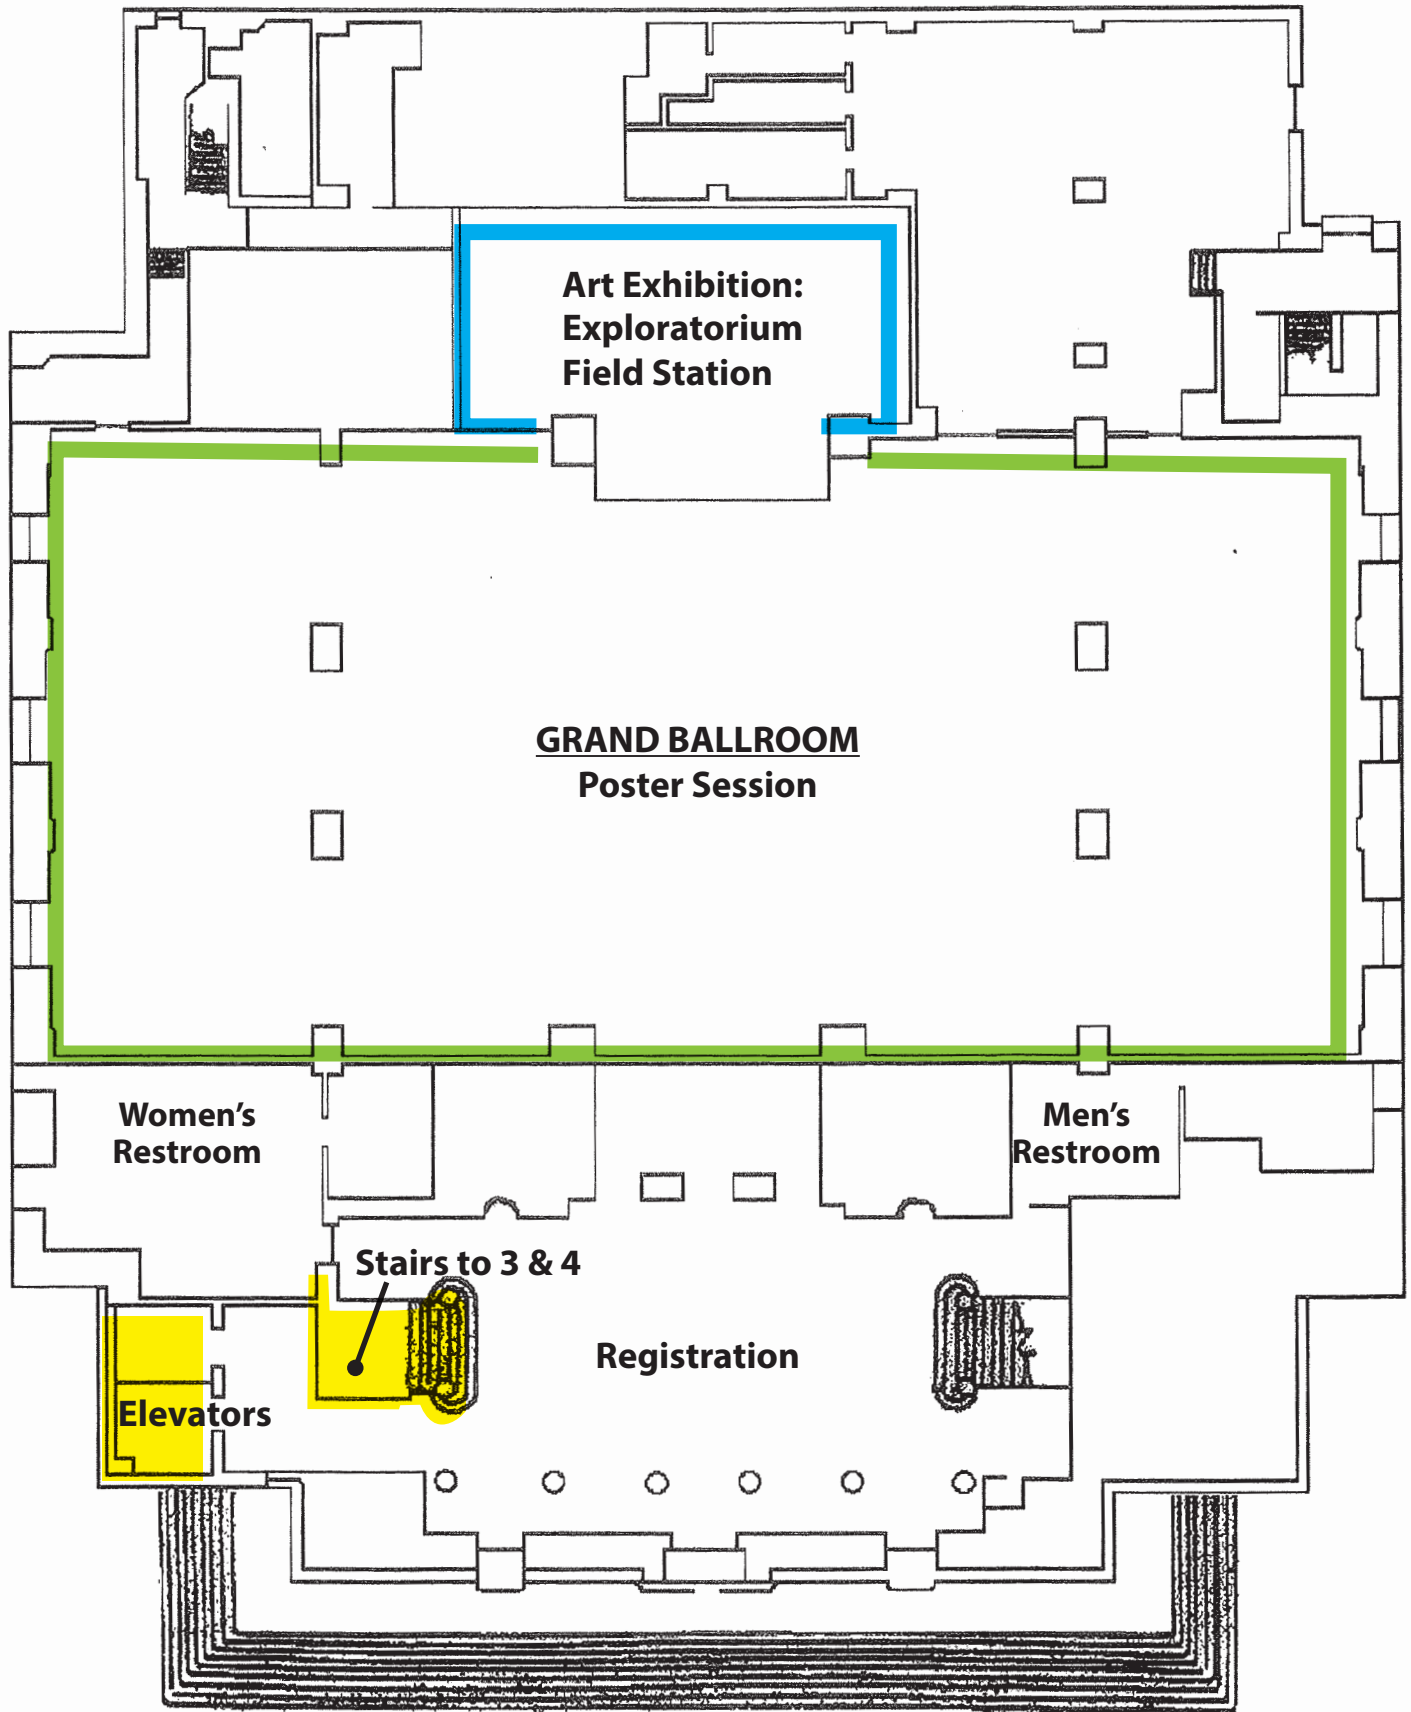 Art Exhibition:
Exploratorium
Field Station
GRAND BALLROOM
Poster Session
Women’s
Restroom
Men’s
Restroom
Stairs to 3 & 4
Registration
Elevators